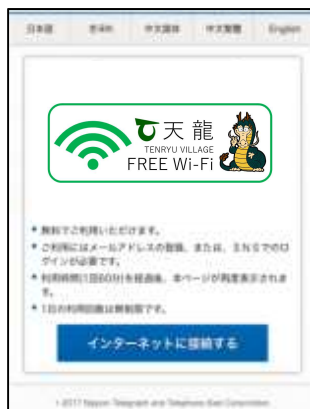 日本語 한국어 中文简体 中文繁體 English
天龍
TENRYU VILLAGE
FREE Wi-Fi
無料でご利用いただけます。
ご利用にはメールアドレスの登録、または、SNSでのロ
グインが必要です。
利用時間(1回60分)を経過後、本ページが再度表示されま
す。
1日の利用回数は無制限です。
インターネットに接続する
© 2017 Nippon Telegraph and Telephone East Corporation